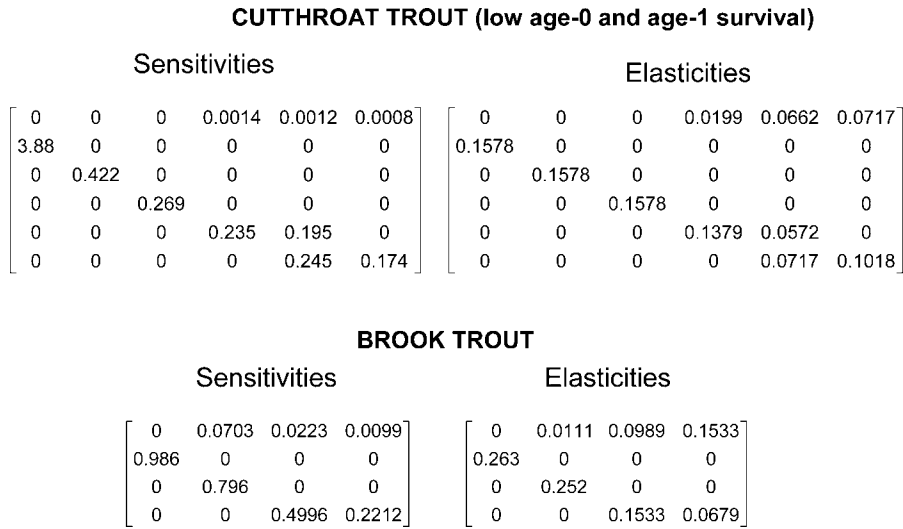 CUTTHROAT TROUT (low age-0 and age-1 survival)
Sensitivities
Elasticities
0 0 0 0.0014 0.0012 0.0008
3.88 0 0 0 0 0
0 0.422 0 0 0 0
0 0 0.269 0 0 0
0 0 0 0.235 0.195 0
0 0 0 0 0.245 0.174
0 0 0 0.0199 0.0662 0.0717
0.1578 0 0 0 0 0
0 0.1578 0 0 0 0
0 0 0.1578 0 0 0
0 0 0 0.1379 0.0572 0
0 0 0 0 0.0717 0.1018
BROOK TROUT
Sensitivities
Elasticities
0 0.0703 0.0223 0.0099
0.986 0 0 0
0 0.796 0 0
0 0 0.4996 0.2212
0 0.0111 0.0989 0.1533
0.263 0 0 0
0 0.252 0 0
0 0 0.1533 0.0679